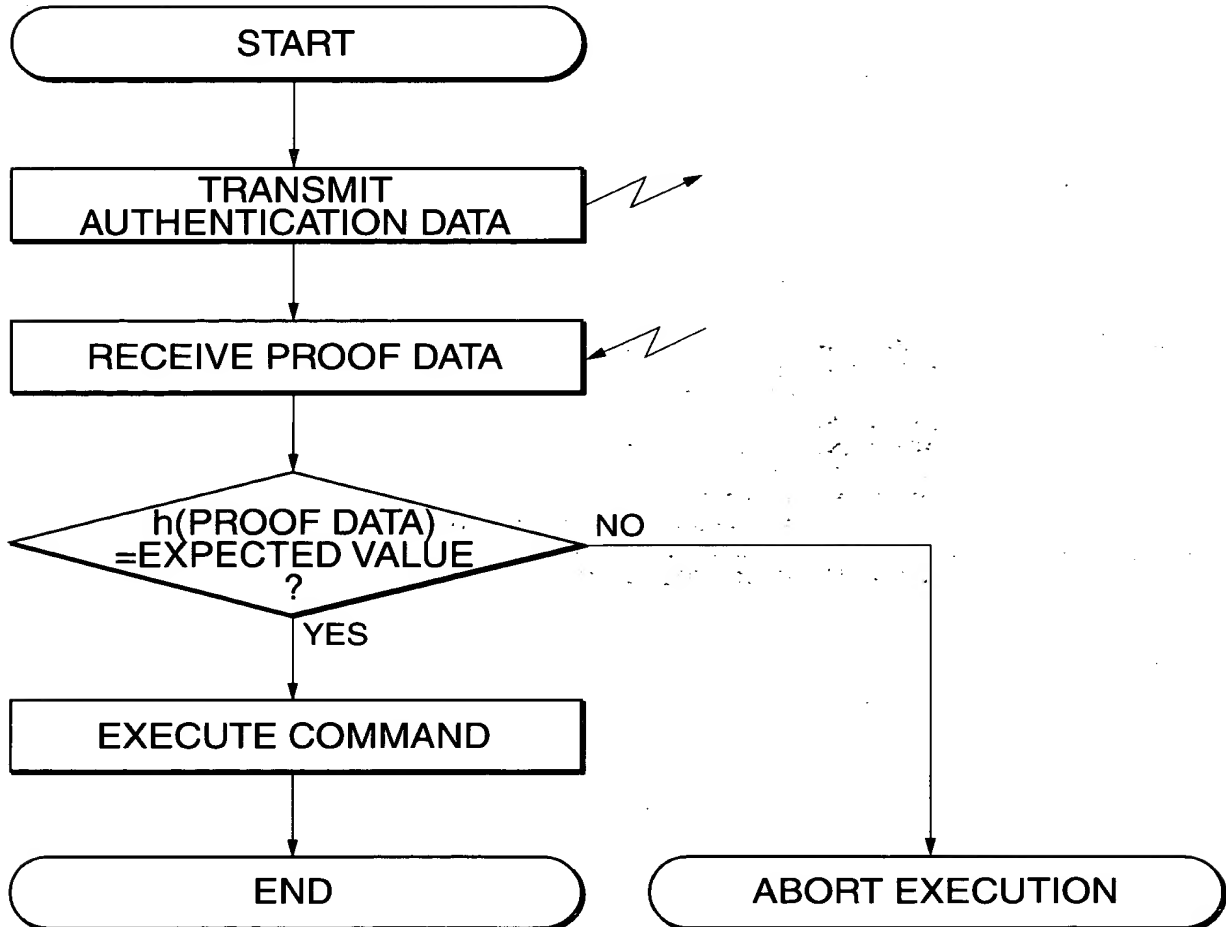 START
TRANSMIT
AUTHENTICATION DATA
RECEIVE PROOF DATA
h(PROOF DATA)
=EXPECTED VALUE
?
NO
YES
EXECUTE COMMAND
END
ABORT EXECUTION